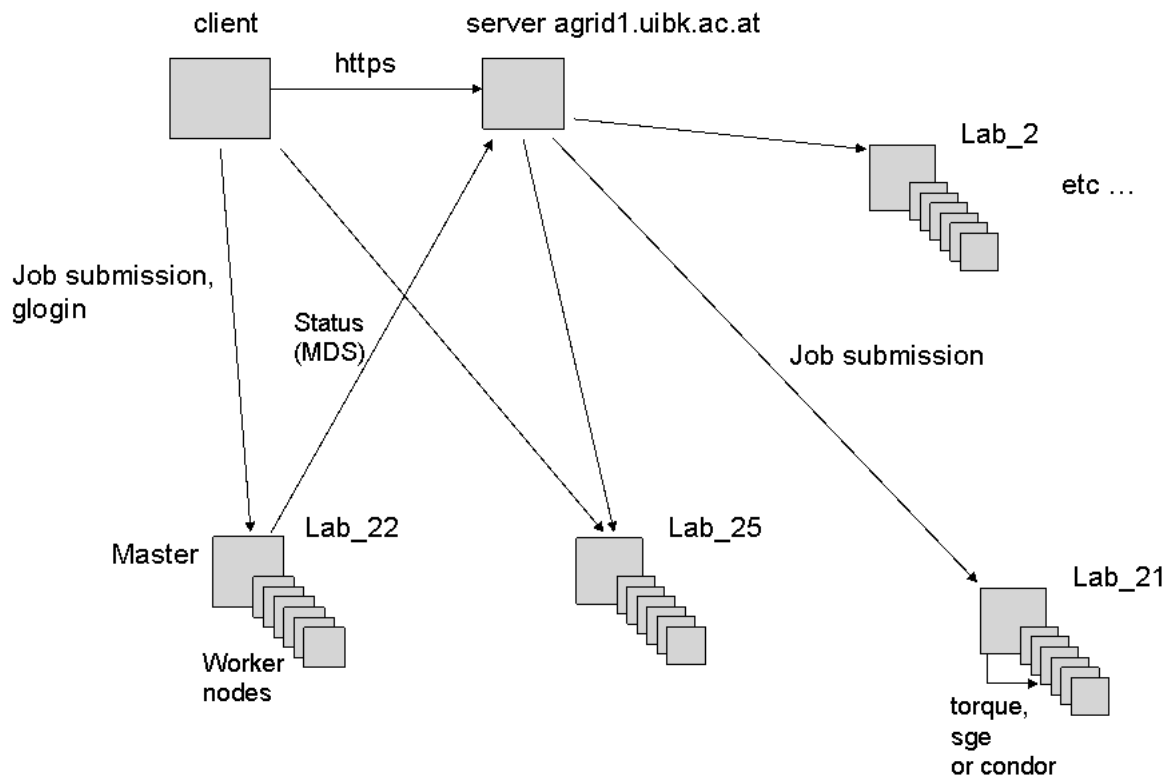 client
server agrid1.uibk.ac.at
https
Lab_2
etc ...
Job submission,
glogin
Status
(MDS)
Job submission
Master
Lab_22
Lab_25
Lab_21
Worker
nodes
torque,
sge
or condor